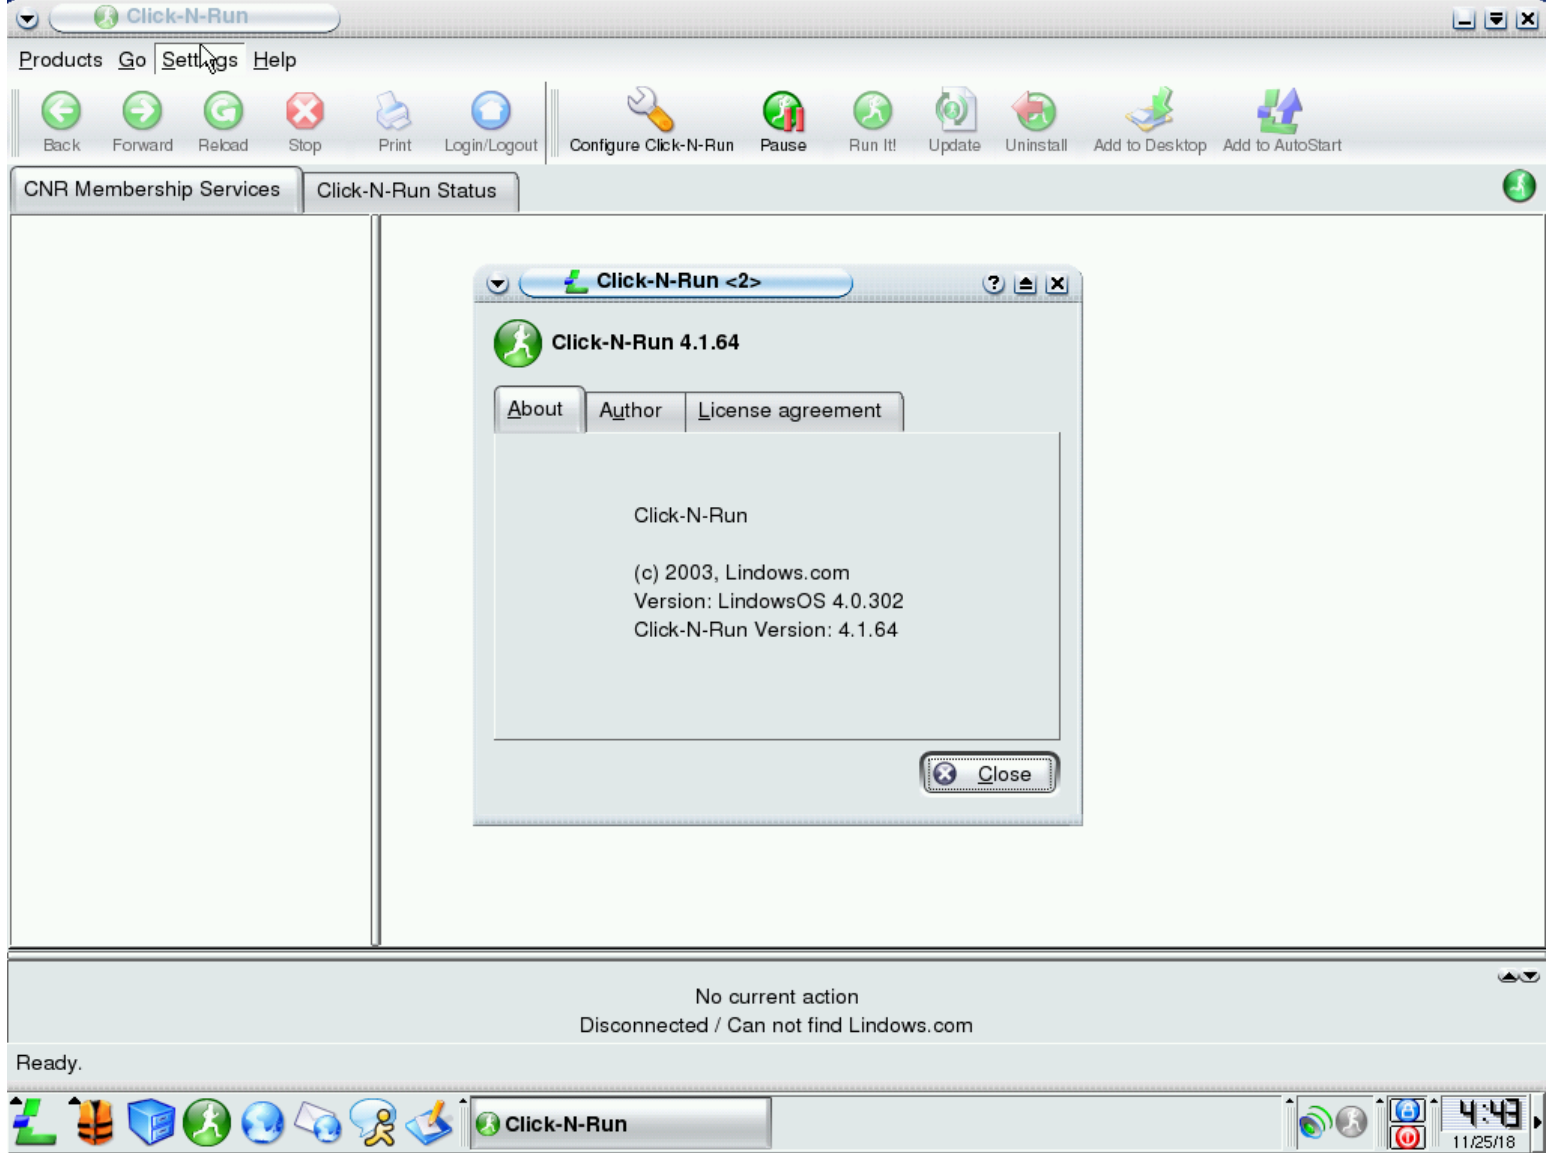 Click-N-Run
Products Go Settings Help
Back Forward Reload Stop Print Login/Logout Configure Click-N-Run Pause Run It! Update Uninstall Add to Desktop Add to AutoStart
CNR Membership Services Click-N-Run Status
Click-N-Run <2>
Click-N-Run 4.1.64
About Author License agreement
Click-N-Run
(c) 2003, Lindows.com
Version: LindowsOS 4.0.302
Click-N-Run Version: 4.1.64
Close
No current action
Disconnected / Can not find Lindows.com
Ready.
Click-N-Run
4:43
11/25/18